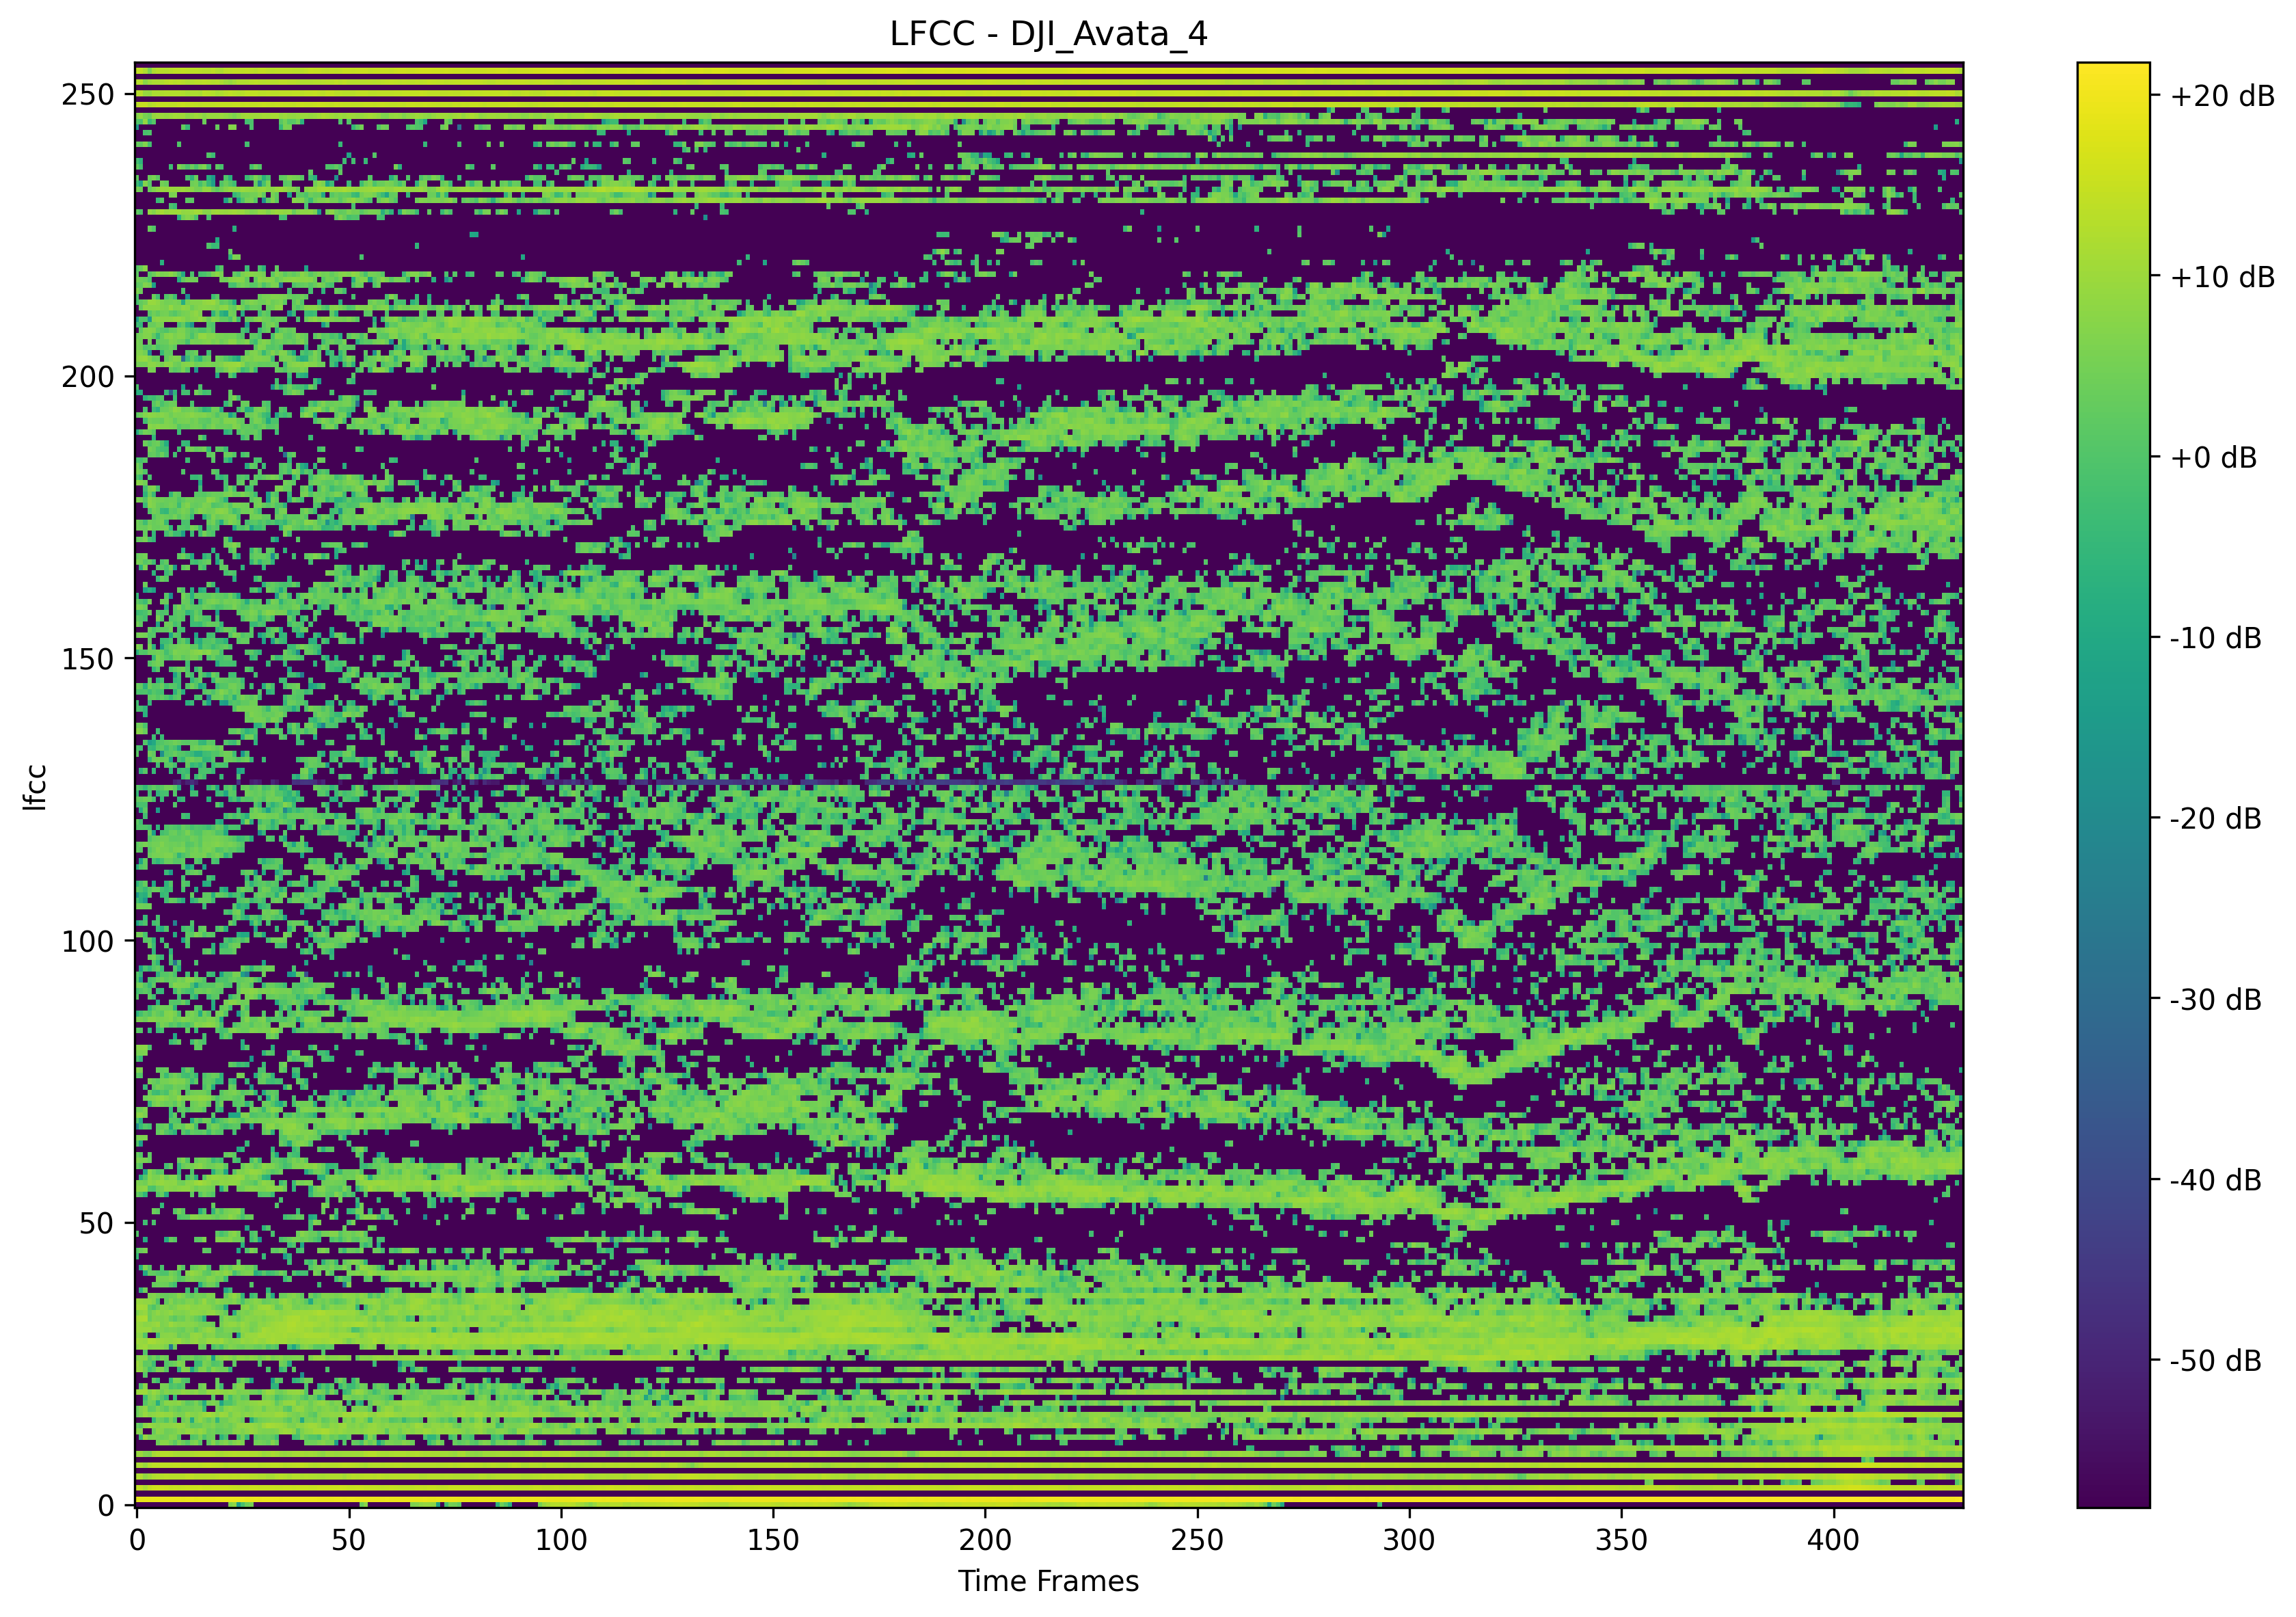 LFCC - DJI_Avata_4
lfcc
250
200
150
100
50
0
0 50 100 150 200 250 300 350 400
Time Frames
+20 dB
+10 dB
+0 dB
-10 dB
-20 dB
-30 dB
-40 dB
-50 dB